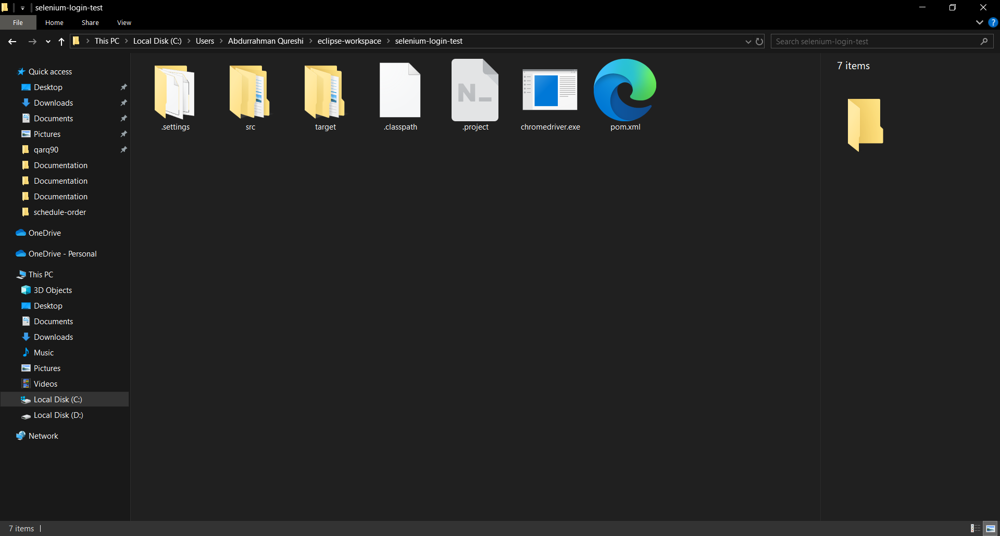 selenium-login-test
File Home Share View
?
This PC Local Disk (C:) Users Abdurrahman Qureshi eclipse-workspace selenium-login-test
Search selenium-login-test
Quick access
Desktop
Downloads
Documents
Pictures
qarq90
Documentation
Documentation
Documentation
schedule-order
OneDrive
OneDrive - Personal
This PC
3D Objects
Desktop
Documents
Downloads
Music
Pictures
Videos
Local Disk (C:)
Local Disk (D:)
Network
N_
.settings src target .classpath .project chromedriver.exe pom.xml
7 items
7 items